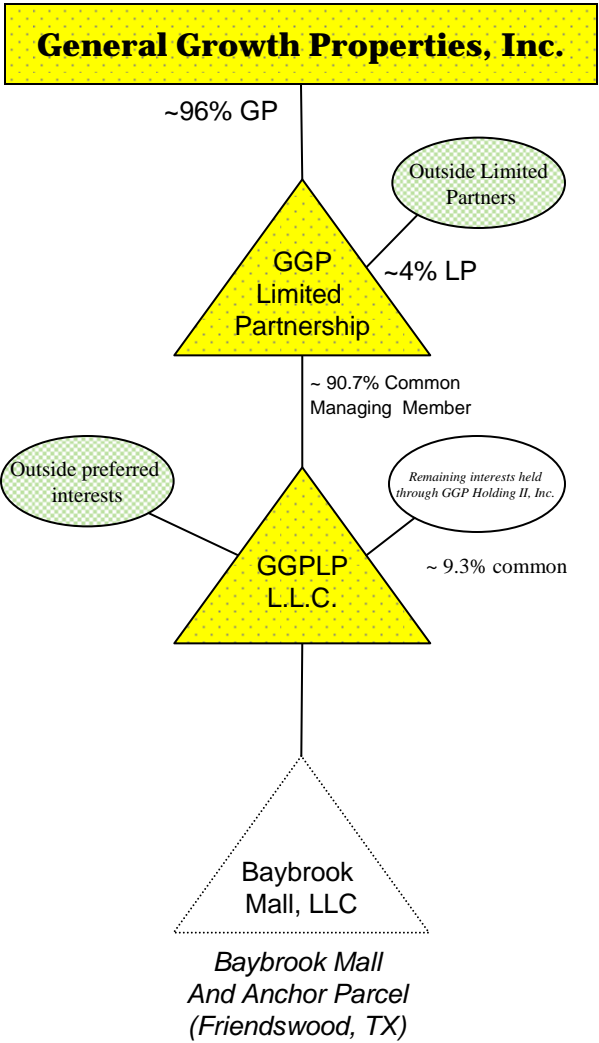 General Growth Properties, Inc.
~96% GP
Outside Limited
Partners
GGP
Limited
Partnership
~4% LP
~ 90.7% Common
Managing Member
Outside preferred
interests
Remaining interests held
through GGP Holding II, Inc.
GGPLP
L.L.C.
~ 9.3% common
Baybrook
Mall, LLC
Baybrook Mall
And Anchor Parcel
(Friendswood, TX)